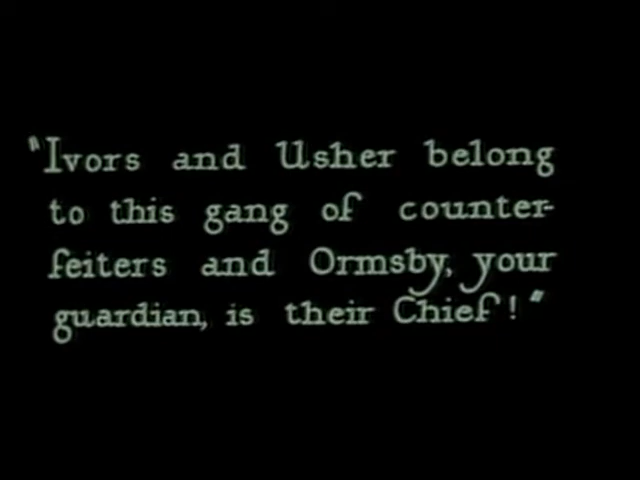 "Ivors and Usher belong
to this gang of counter-
feiters and Ormsby, your
guardian, is their Chief!"